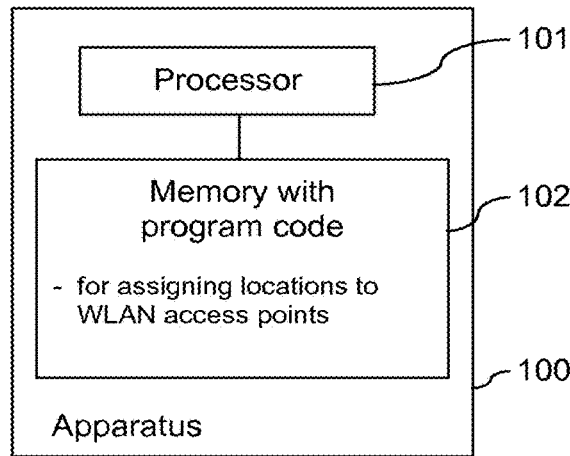 101
Processor
102
Memory with
program code
- for assigning locations to
WLAN access points
100
Apparatus